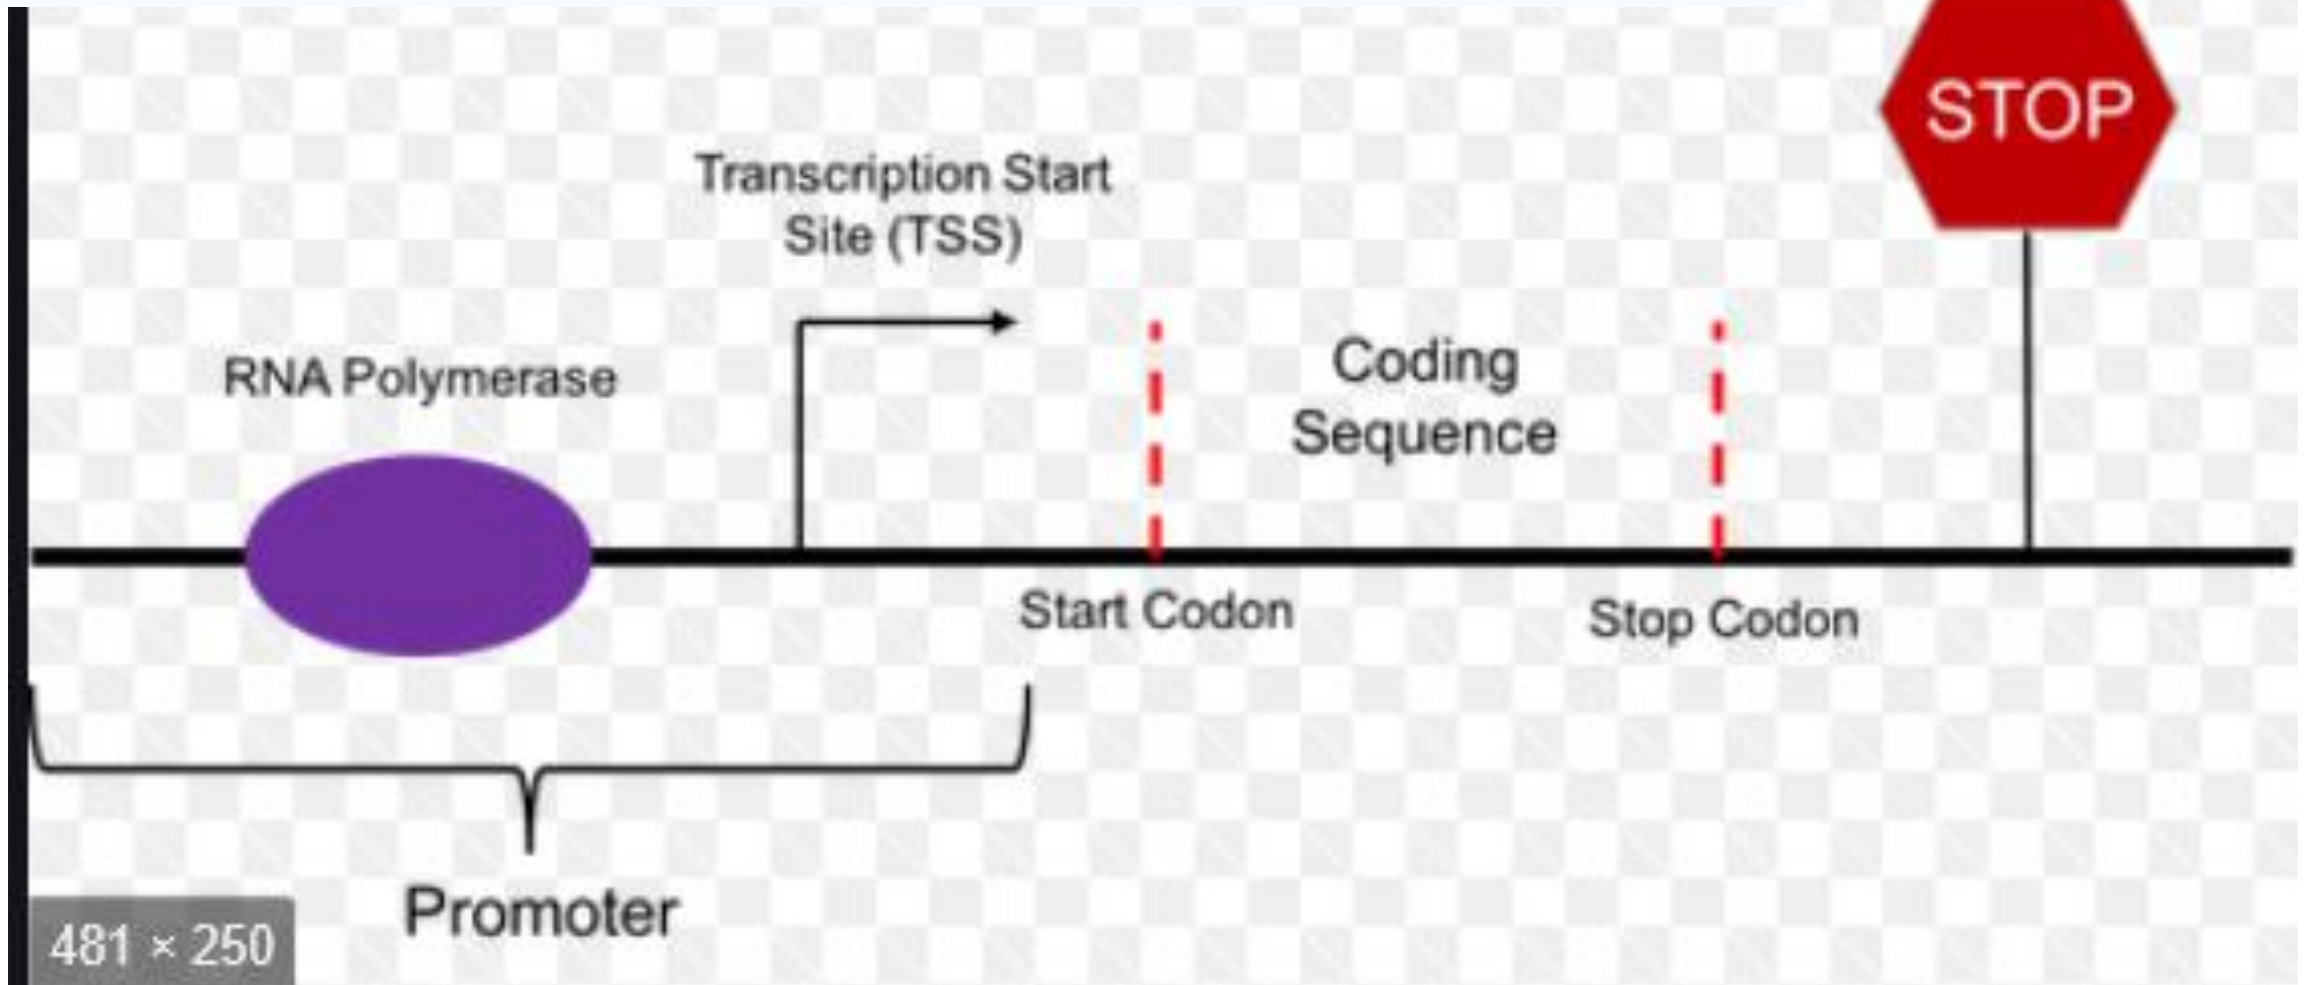 STOP
Transcription Start
Site (TSS)
RNA Polymerase
Coding
Sequence
Start Codon
Stop Codon
Promoter
481 × 250